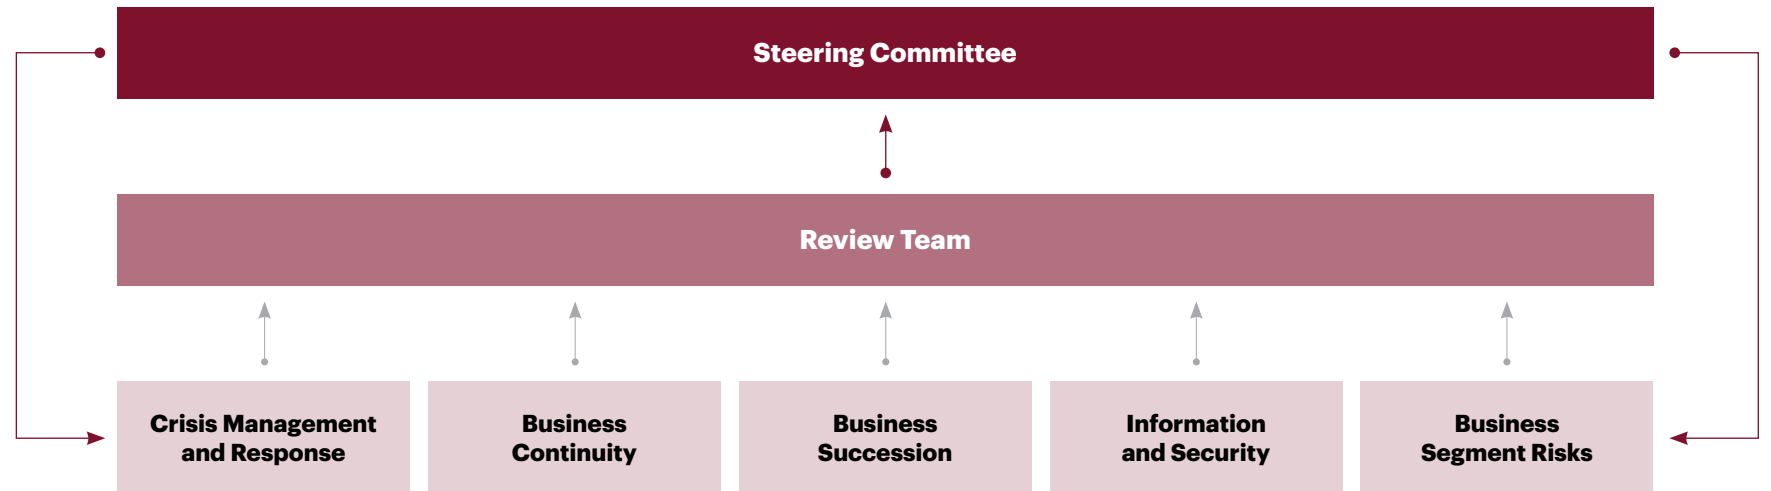 Steering Committee
Review Team
Crisis Management
and Response
Business
Continuity
Business
Succession
Information
and Security
Business
Segment Risks